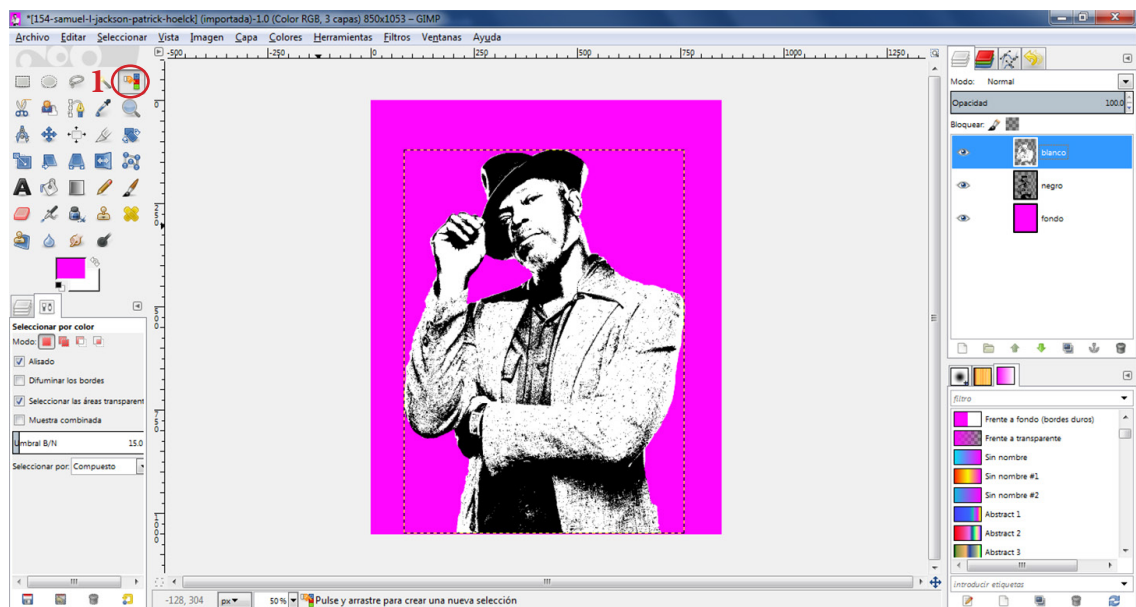 *[154-samuel-l-jackson-patrick-hoelck] (importada)-1.0 (Color RGB, 3 capas) 850x1053 – GIMP
Archivo Editar Seleccionar Vista Imagen Capa Colores Herramientas Filtros Ventanas Ayuda
-500 -250 0 250 500 750 1000 1250
1
0
250
500
750
1000
Seleccionar por color
Modo:
Alisado
Difuminar los bordes
Seleccionar las áreas transparent
Muestra combinada
Umbral B/N 15.0
Seleccionar por: Compuesto
-128, 304 px 50 % Pulse y arrastre para crear una nueva selección
Modo: Normal
Opacidad 100.0
Bloquear:
blanco
negro
fondo
filtro
Frente a fondo (bordes duros)
Frente a transparente
Sin nombre
Sin nombre #1
Sin nombre #2
Abstract 1
Abstract 2
Abstract 3
introducir etiquetas